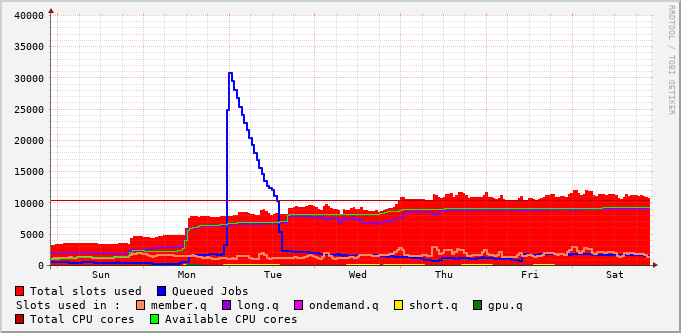 RRDTOOL / TOBI OETIKER
40000
35000
30000
25000
20000
15000
10000
5000
0
Sun Mon Tue Wed Thu Fri Sat
Total slots used Queued Jobs
Slots used in : member.q long.q ondemand.q short.q gpu.q
Total CPU cores Available CPU cores